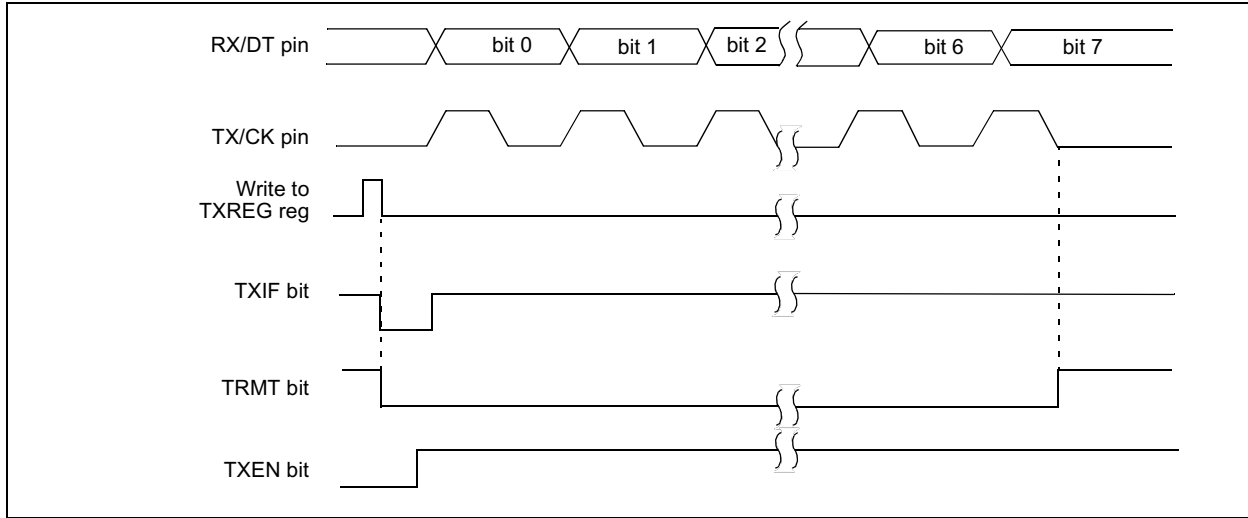 RX/DT pin
bit 0
bit 1
bit 2
bit 6
bit 7
TX/CK pin
Write to
TXREG reg
TXIF bit
TRMT bit
TXEN bit